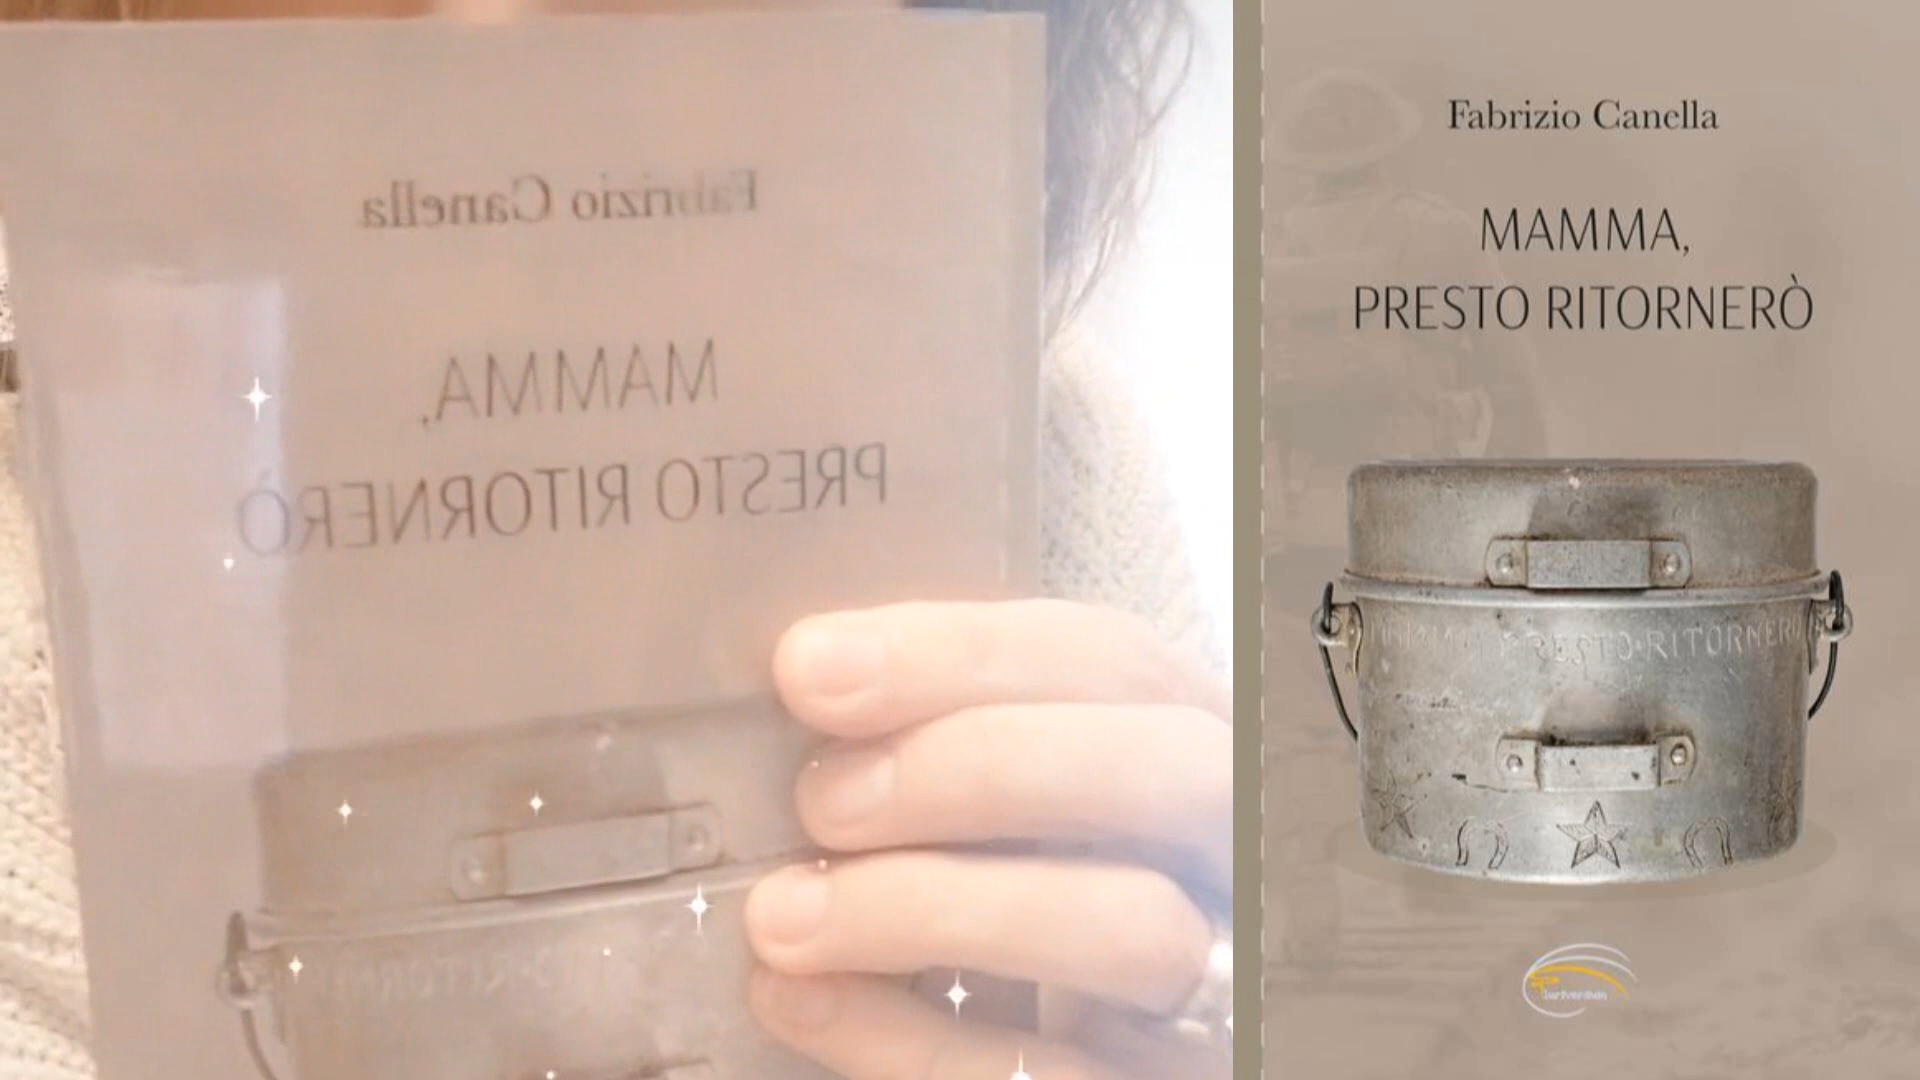 Fabrizio Canella
MAMMA,
PRESTO RITORNERÒ
Fabrizio Canella
MAMMA,
PRESTO RITORNERÒ
PRESTO RITORNERÒ